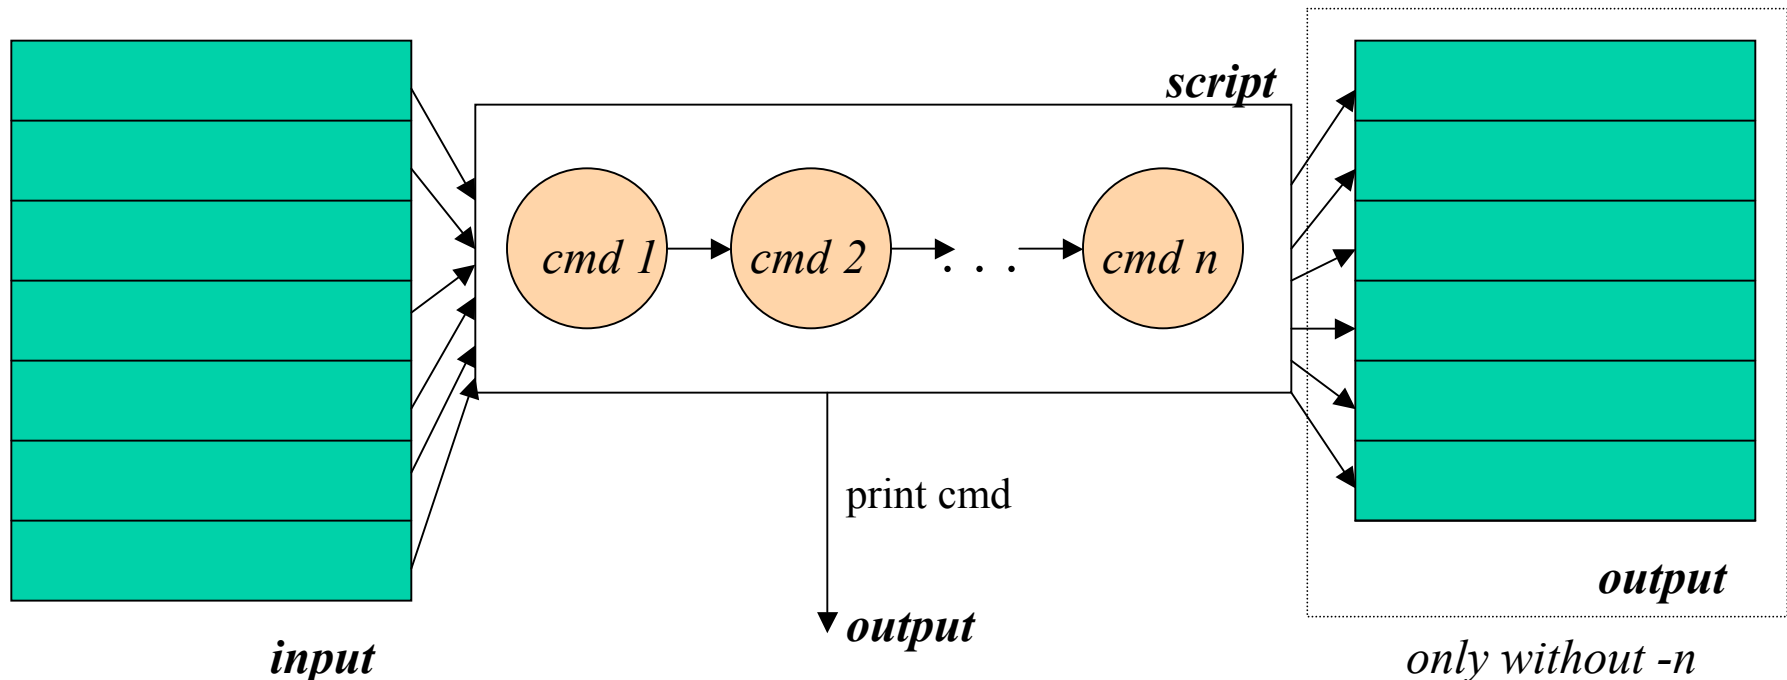 script
cmd 1
cmd 2
. . .
cmd n
print cmd
output
output
input
only without -n